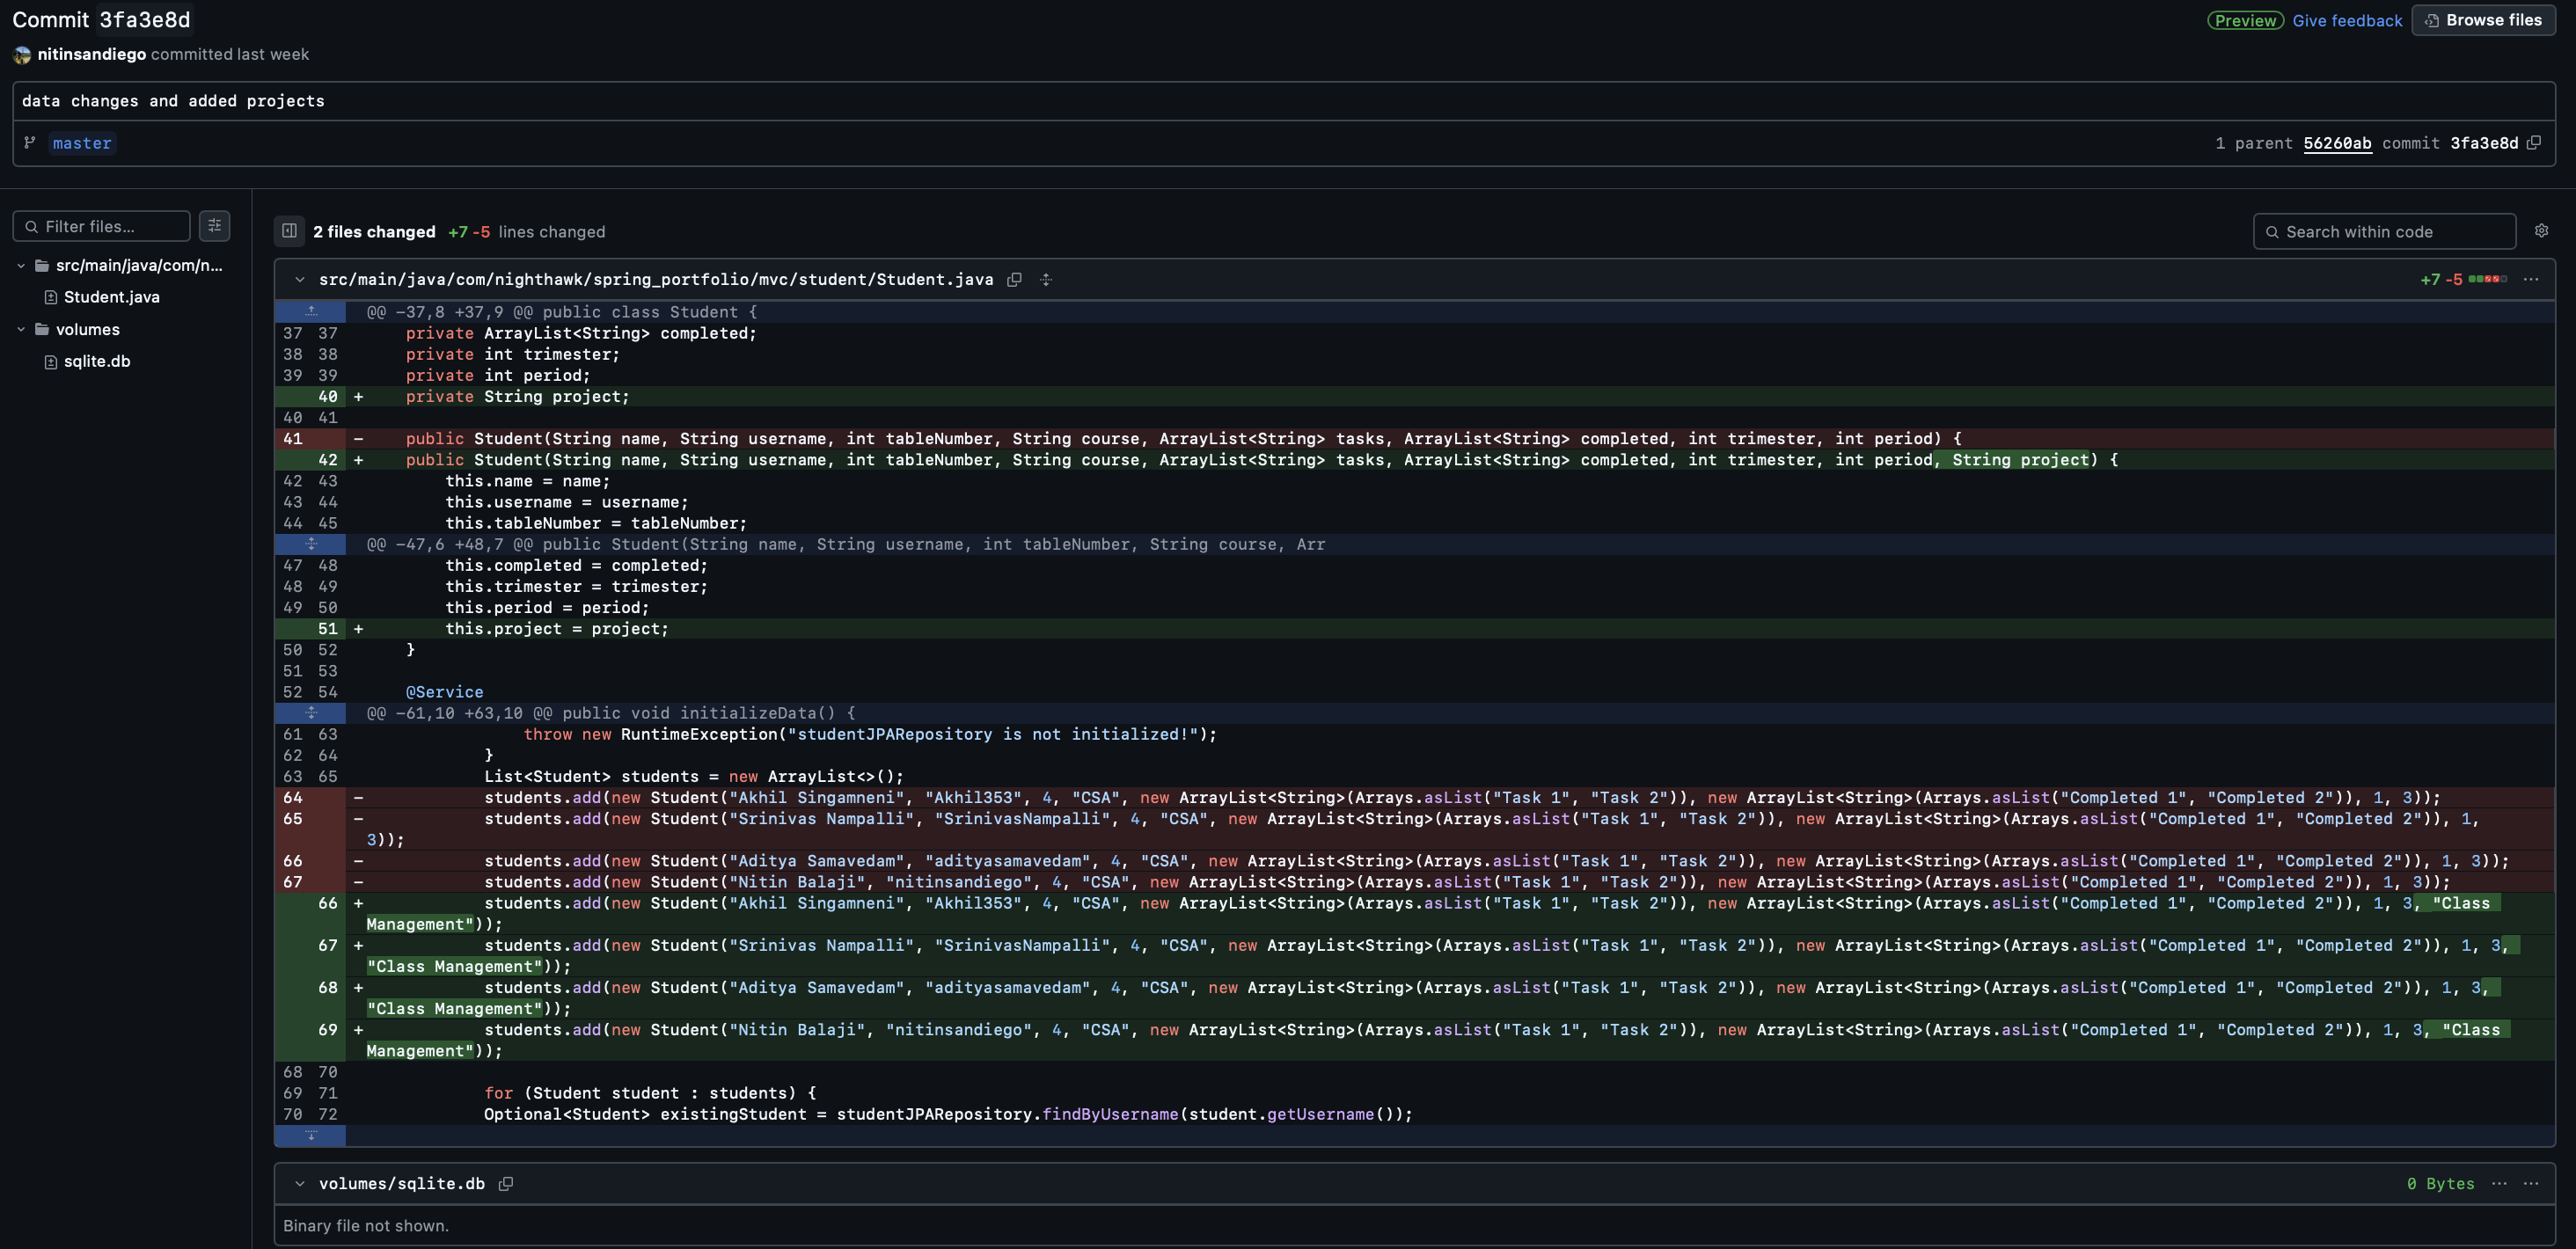 Commit 3fa3e8d
Preview Give feedback Browse files
nitinsandiego committed last week
data changes and added projects
master
1 parent 56260ab commit 3fa3e8d
Filter files...
src/main/java/com/n...
Student.java
volumes
sqlite.db
2 files changed +7 -5 lines changed
Search within code
src/main/java/com/nighthawk/spring_portfolio/mvc/student/Student.java +7 -5
@@ -37,8 +37,9 @@ public class Student {
37 37 private ArrayList<String> completed;
38 38 private int trimester;
39 39 private int period;
40 + private String project;
40 41
41 - public Student(String name, String username, int tableNumber, String course, ArrayList<String> tasks, ArrayList<String> completed, int trimester, int period) {
42 + public Student(String name, String username, int tableNumber, String course, ArrayList<String> tasks, ArrayList<String> completed, int trimester, int period, String project) {
42 43 this.name = name;
43 44 this.username = username;
44 45 this.tableNumber = tableNumber;
@@ -47,6 +48,7 @@ public Student(String name, String username, int tableNumber, String course, Arr
47 48 this.completed = completed;
48 49 this.trimester = trimester;
49 50 this.period = period;
51 + this.project = project;
50 52 }
51 53
52 54 @Service
@@ -61,10 +63,10 @@ public void initializeData() {
61 63 throw new RuntimeException("studentJPARepository is not initialized!");
62 64 }
63 65 List<Student> students = new ArrayList<>();
64 - students.add(new Student("Akhil Singamneni", "Akhil353", 4, "CSA", new ArrayList<String>(Arrays.asList("Task 1", "Task 2")), new ArrayList<String>(Arrays.asList("Completed 1", "Completed 2")), 1, 3));
65 - students.add(new Student("Srinivas Nampalli", "SrinivasNampalli", 4, "CSA", new ArrayList<String>(Arrays.asList("Task 1", "Task 2")), new ArrayList<String>(Arrays.asList("Completed 1", "Completed 2")), 1,
3));
66 - students.add(new Student("Aditya Samavedam", "adityasamavedam", 4, "CSA", new ArrayList<String>(Arrays.asList("Task 1", "Task 2")), new ArrayList<String>(Arrays.asList("Completed 1", "Completed 2")), 1, 3));
67 - students.add(new Student("Nitin Balaji", "nitinsandiego", 4, "CSA", new ArrayList<String>(Arrays.asList("Task 1", "Task 2")), new ArrayList<String>(Arrays.asList("Completed 1", "Completed 2")), 1, 3));
66 + students.add(new Student("Akhil Singamneni", "Akhil353", 4, "CSA", new ArrayList<String>(Arrays.asList("Task 1", "Task 2")), new ArrayList<String>(Arrays.asList("Completed 1", "Completed 2")), 1, 3, "Class
Management"));
67 + students.add(new Student("Srinivas Nampalli", "SrinivasNampalli", 4, "CSA", new ArrayList<String>(Arrays.asList("Task 1", "Task 2")), new ArrayList<String>(Arrays.asList("Completed 1", "Completed 2")), 1, 3,
"Class Management"));
68 + students.add(new Student("Aditya Samavedam", "adityasamavedam", 4, "CSA", new ArrayList<String>(Arrays.asList("Task 1", "Task 2")), new ArrayList<String>(Arrays.asList("Completed 1", "Completed 2")), 1, 3,
"Class Management"));
69 + students.add(new Student("Nitin Balaji", "nitinsandiego", 4, "CSA", new ArrayList<String>(Arrays.asList("Task 1", "Task 2")), new ArrayList<String>(Arrays.asList("Completed 1", "Completed 2")), 1, 3, "Class
Management"));
68 70
69 71 for (Student student : students) {
70 72 Optional<Student> existingStudent = studentJPARepository.findByUsername(student.getUsername());
volumes/sqlite.db 0 Bytes
Binary file not shown.